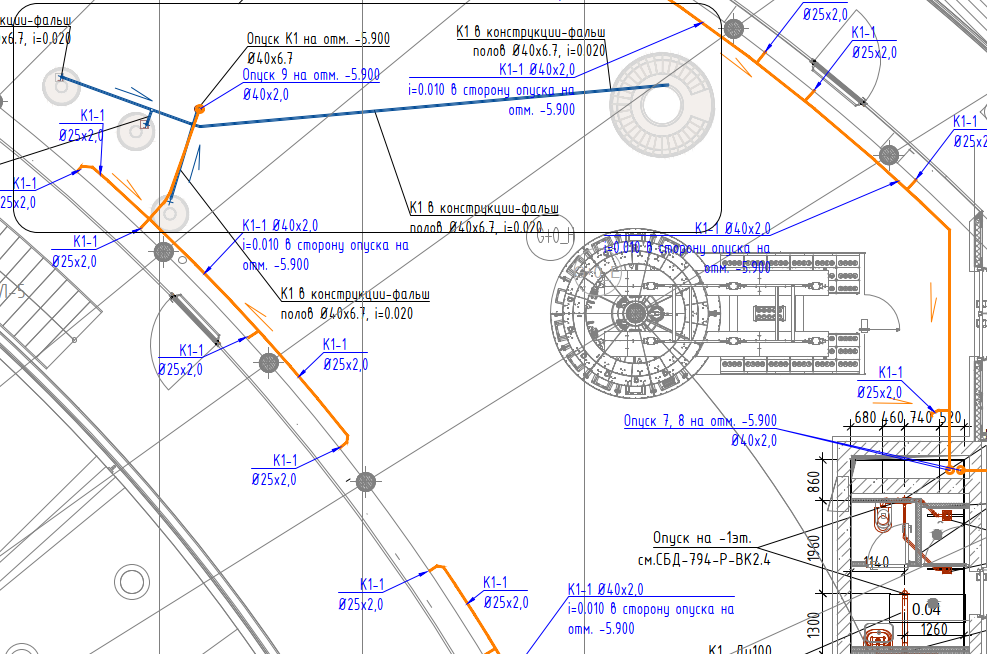 Ø25x2,0
кции-фальш
0x6.7, i=0.020
Опуск К1 на отм. -5.900
Ø40x6.7
Опуск 9 на отм. -5.900
Ø40x2,0
К1 в конструкции-фальш
полов Ø40x6.7, i=0.020
К1-1 Ø40x2,0
i=0.010 в сторону опуска на
отм. -5.900
К1-1
Ø25x2,0
К1-1
Ø25x2,0
К1-1
Ø25x2
К1-1
25x2,0
К1-1
Ø25x2,0
К1-1 Ø40x2,0
i=0.010 в сторону опуска на
отм. -5.900
К1 в конструкции-фальш
полов Ø40x6.7, i=0.020
К1-1 Ø40x2,0
i=0.010 в сторону опуска на
отм. -5.900
К1 в конструкции-фальш
полов Ø40x6.7, i=0.020
К1-1
Ø25x2,0
К1-1
Ø25x2,0
К1-1
Ø25x2,0
680 460 740 520
Опуск 7, 8 на отм. -5.900
Ø40x2,0
К1-1
Ø25x2,0
860
Опуск на -1эт.
см.СБД-794-Р-ВК2.4
1960
1140
К1-1
Ø25x2,0
К1-1
Ø25x2,0
К1-1 Ø40x2,0
i=0.010 в сторону опуска на
отм. -5.900
0.04
1260
1300
К1 Ду100